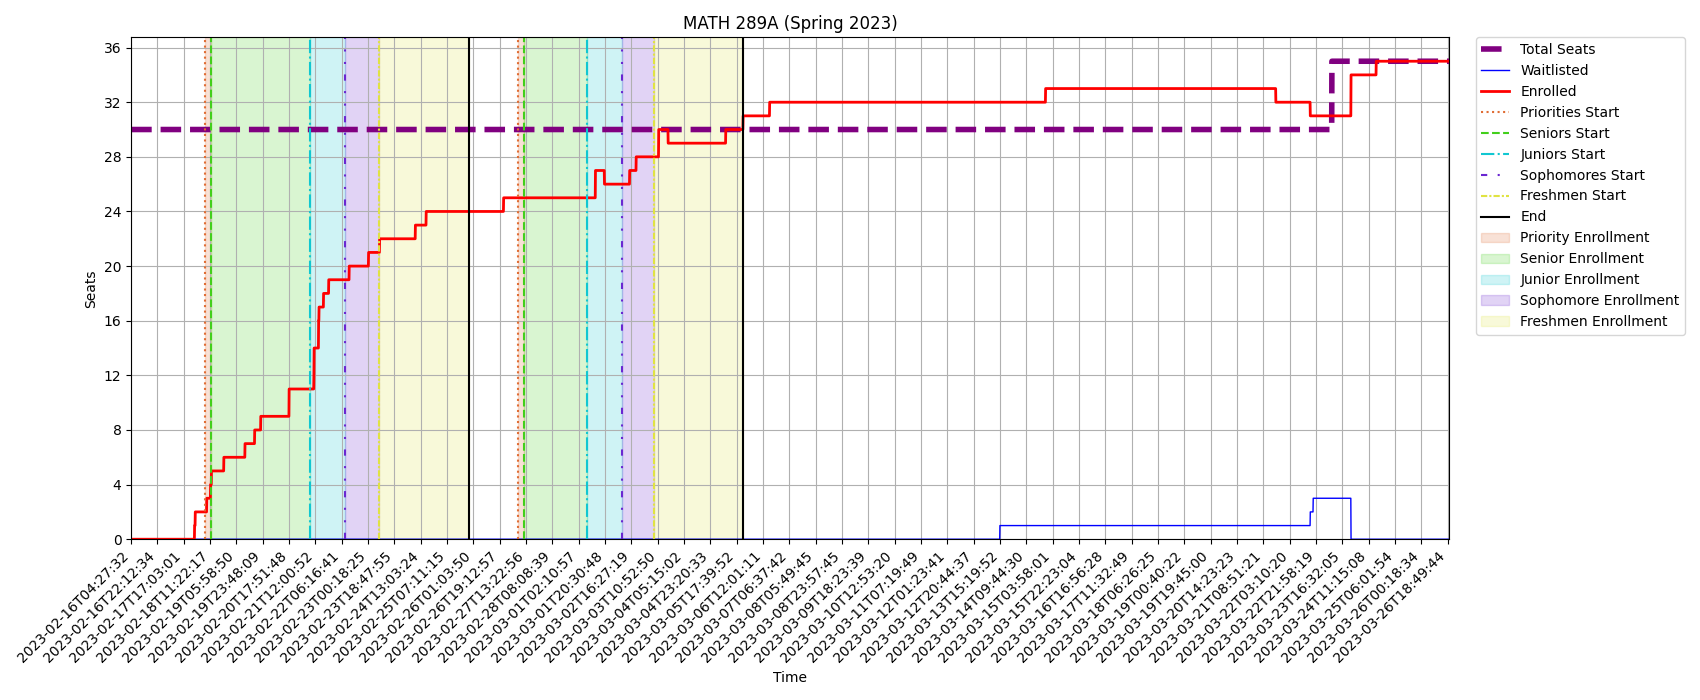 MATH 289A (Spring 2023)
36
32
28
24
20
16
12
8
4
0
Seats
2023-02-16T04:27:32
2023-02-16T22:12:34
2023-02-17T17:03:01
2023-02-18T11:22:17
2023-02-19T05:58:50
2023-02-19T23:48:09
2023-02-20T17:51:48
2023-02-21T12:00:52
2023-02-22T06:16:41
2023-02-23T00:18:25
2023-02-23T18:47:55
2023-02-24T13:03:24
2023-02-25T07:11:15
2023-02-26T01:03:50
2023-02-26T19:12:57
2023-02-27T13:22:56
2023-02-28T08:08:39
2023-03-01T02:10:57
2023-03-01T20:30:48
2023-03-02T16:27:19
2023-03-03T10:52:50
2023-03-04T05:15:02
2023-03-04T23:20:33
2023-03-05T17:39:52
2023-03-06T12:01:11
2023-03-07T06:37:42
2023-03-08T05:49:45
2023-03-08T23:57:45
2023-03-09T18:23:39
2023-03-10T12:53:20
2023-03-11T07:19:49
2023-03-12T01:23:41
2023-03-12T20:44:37
2023-03-13T15:19:52
2023-03-14T09:44:30
2023-03-15T03:58:01
2023-03-15T22:23:04
2023-03-16T16:56:28
2023-03-17T11:32:49
2023-03-18T06:26:25
2023-03-19T00:40:22
2023-03-19T19:45:00
2023-03-20T14:23:23
2023-03-21T08:51:21
2023-03-22T03:10:20
2023-03-22T21:58:19
2023-03-23T16:32:05
2023-03-24T11:15:08
2023-03-25T06:01:54
2023-03-26T00:18:34
2023-03-26T18:49:44
Time
Total Seats
Waitlisted
Enrolled
Priorities Start
Seniors Start
Juniors Start
Sophomores Start
Freshmen Start
End
Priority Enrollment
Senior Enrollment
Junior Enrollment
Sophomore Enrollment
Freshmen Enrollment